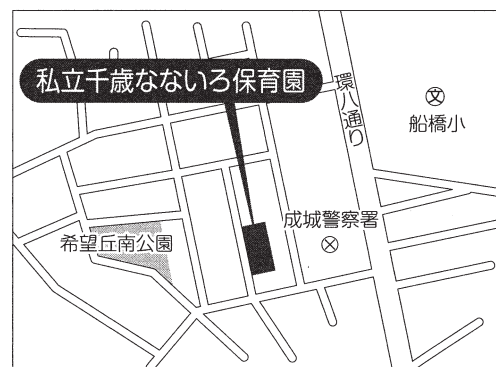 私立千歳なないろ保育園
環八通り
船橋小
希望丘南公園
成城警察署